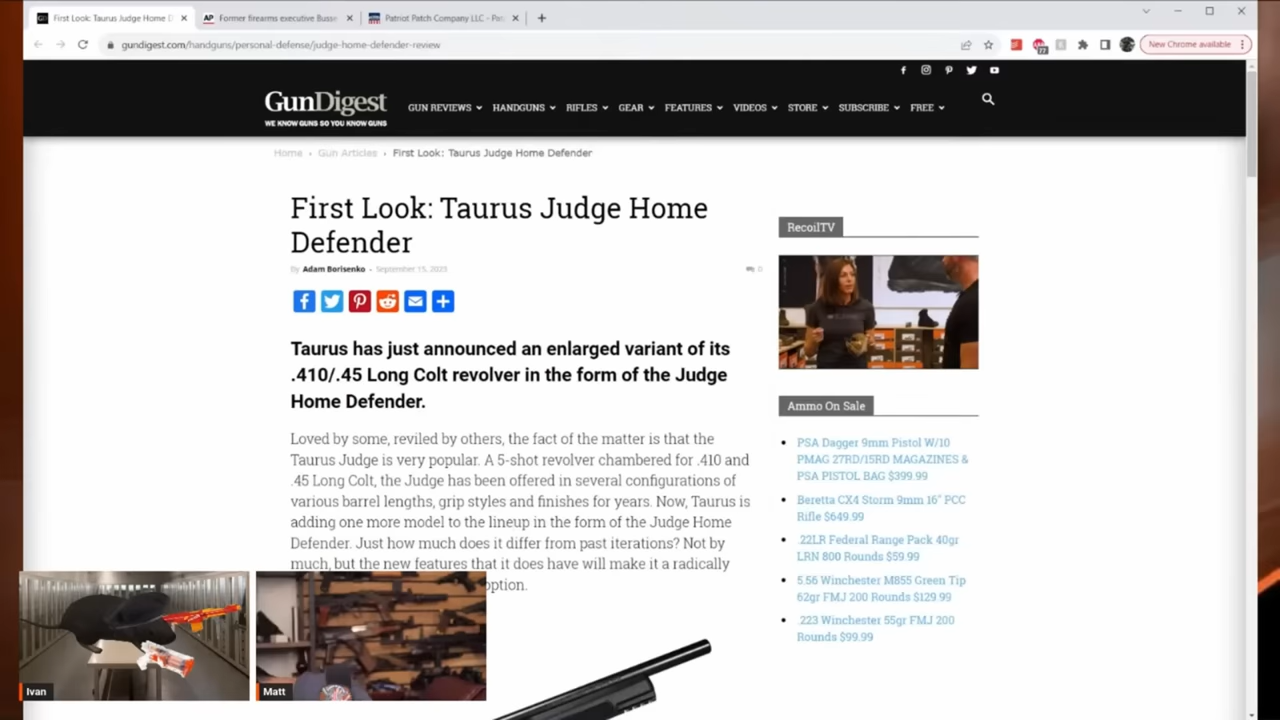 First Look: Taurus Judge Home D
Former firearms executive Busse
Patriot Patch Company LLC - Pa
gundigest.com/handguns/personal-defense/judge-home-defender-review
New Chrome available
GunDigest
WE KNOW GUNS SO YOU KNOW GUNS
GUN REVIEWS HANDGUNS RIFLES GEAR FEATURES VIDEOS STORE SUBSCRIBE FREE
Home › Gun Articles › First Look: Taurus Judge Home Defender
First Look: Taurus Judge Home
Defender
By Adam Borisenko - September 15, 2023
0
Taurus has just announced an enlarged variant of its
.410/.45 Long Colt revolver in the form of the Judge
Home Defender.
Loved by some, reviled by others, the fact of the matter is that the
Taurus Judge is very popular. A 5-shot revolver chambered for .410 and
.45 Long Colt, the Judge has been offered in several configurations of
various barrel lengths, grip styles and finishes for years. Now, Taurus is
adding one more model to the lineup in the form of the Judge Home
Defender. Just how much does it differ from past iterations? Not by
much, but the new features that it does have will make it a radically
option.
RecoilTV
Ammo On Sale
PSA Dagger 9mm Pistol W/10
PMAG 27RD/15RD MAGAZINES &
PSA PISTOL BAG $399.99
Beretta CX4 Storm 9mm 16" PCC
Rifle $649.99
.22LR Federal Range Pack 40gr
LRN 800 Rounds $59.99
5.56 Winchester M855 Green Tip
62gr FMJ 200 Rounds $129.99
.223 Winchester 55gr FMJ 200
Rounds $99.99
Ivan
Matt